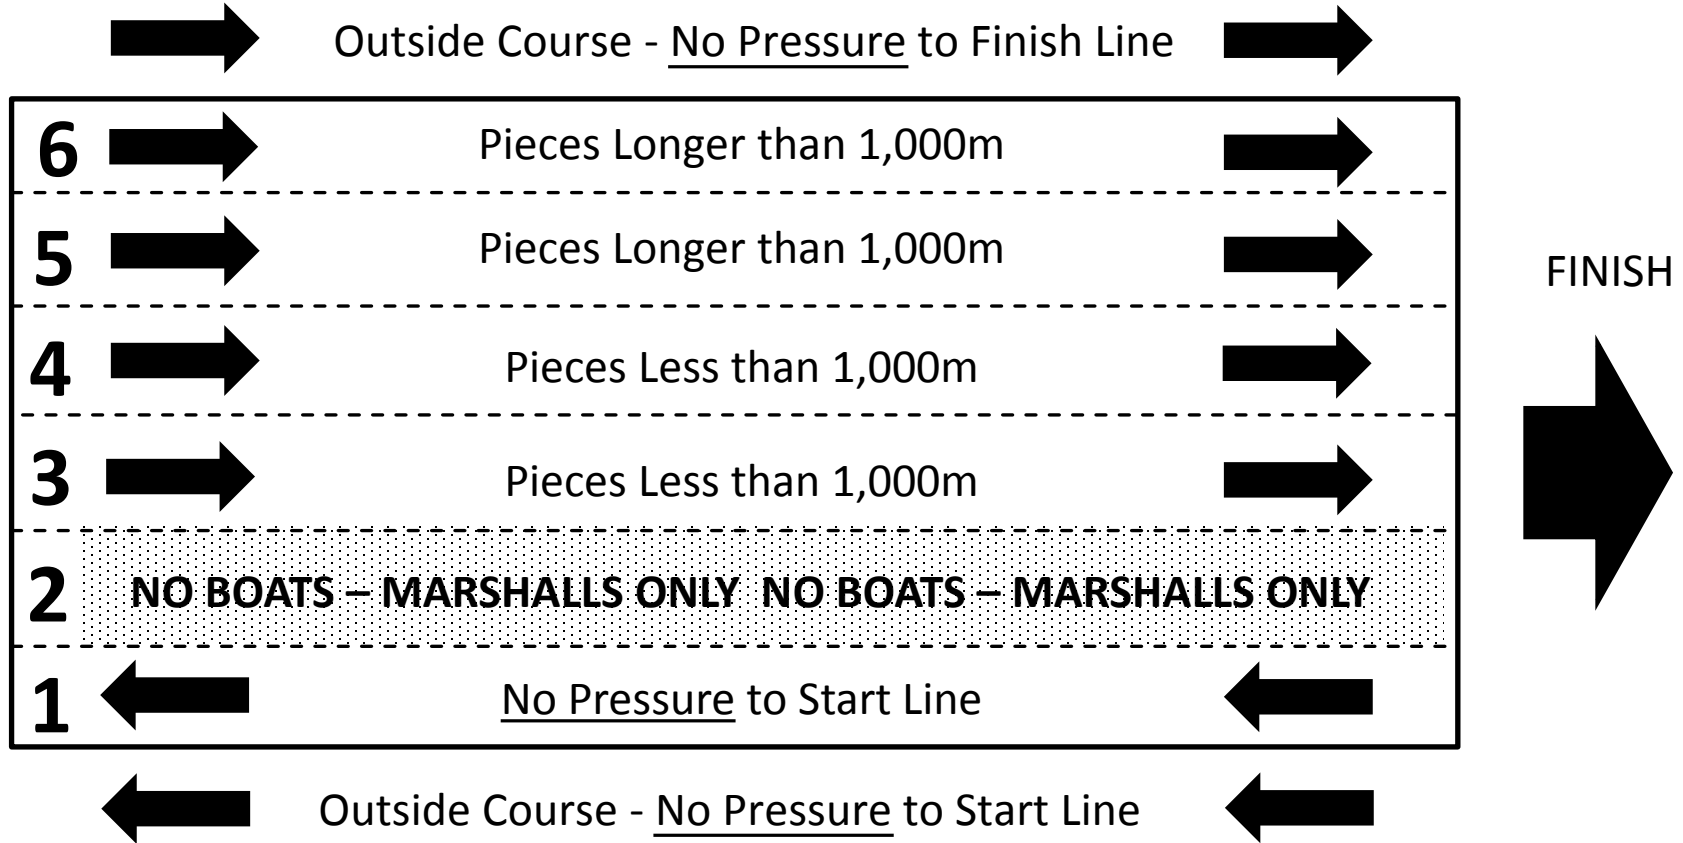 Outside Course - No Pressure to Finish Line
6 Pieces Longer than 1,000m
5 Pieces Longer than 1,000m
FINISH
4 Pieces Less than 1,000m
3 Pieces Less than 1,000m
2 NO BOATS – MARSHALLS ONLY NO BOATS – MARSHALLS ONLY
1 No Pressure to Start Line
Outside Course - No Pressure to Start Line